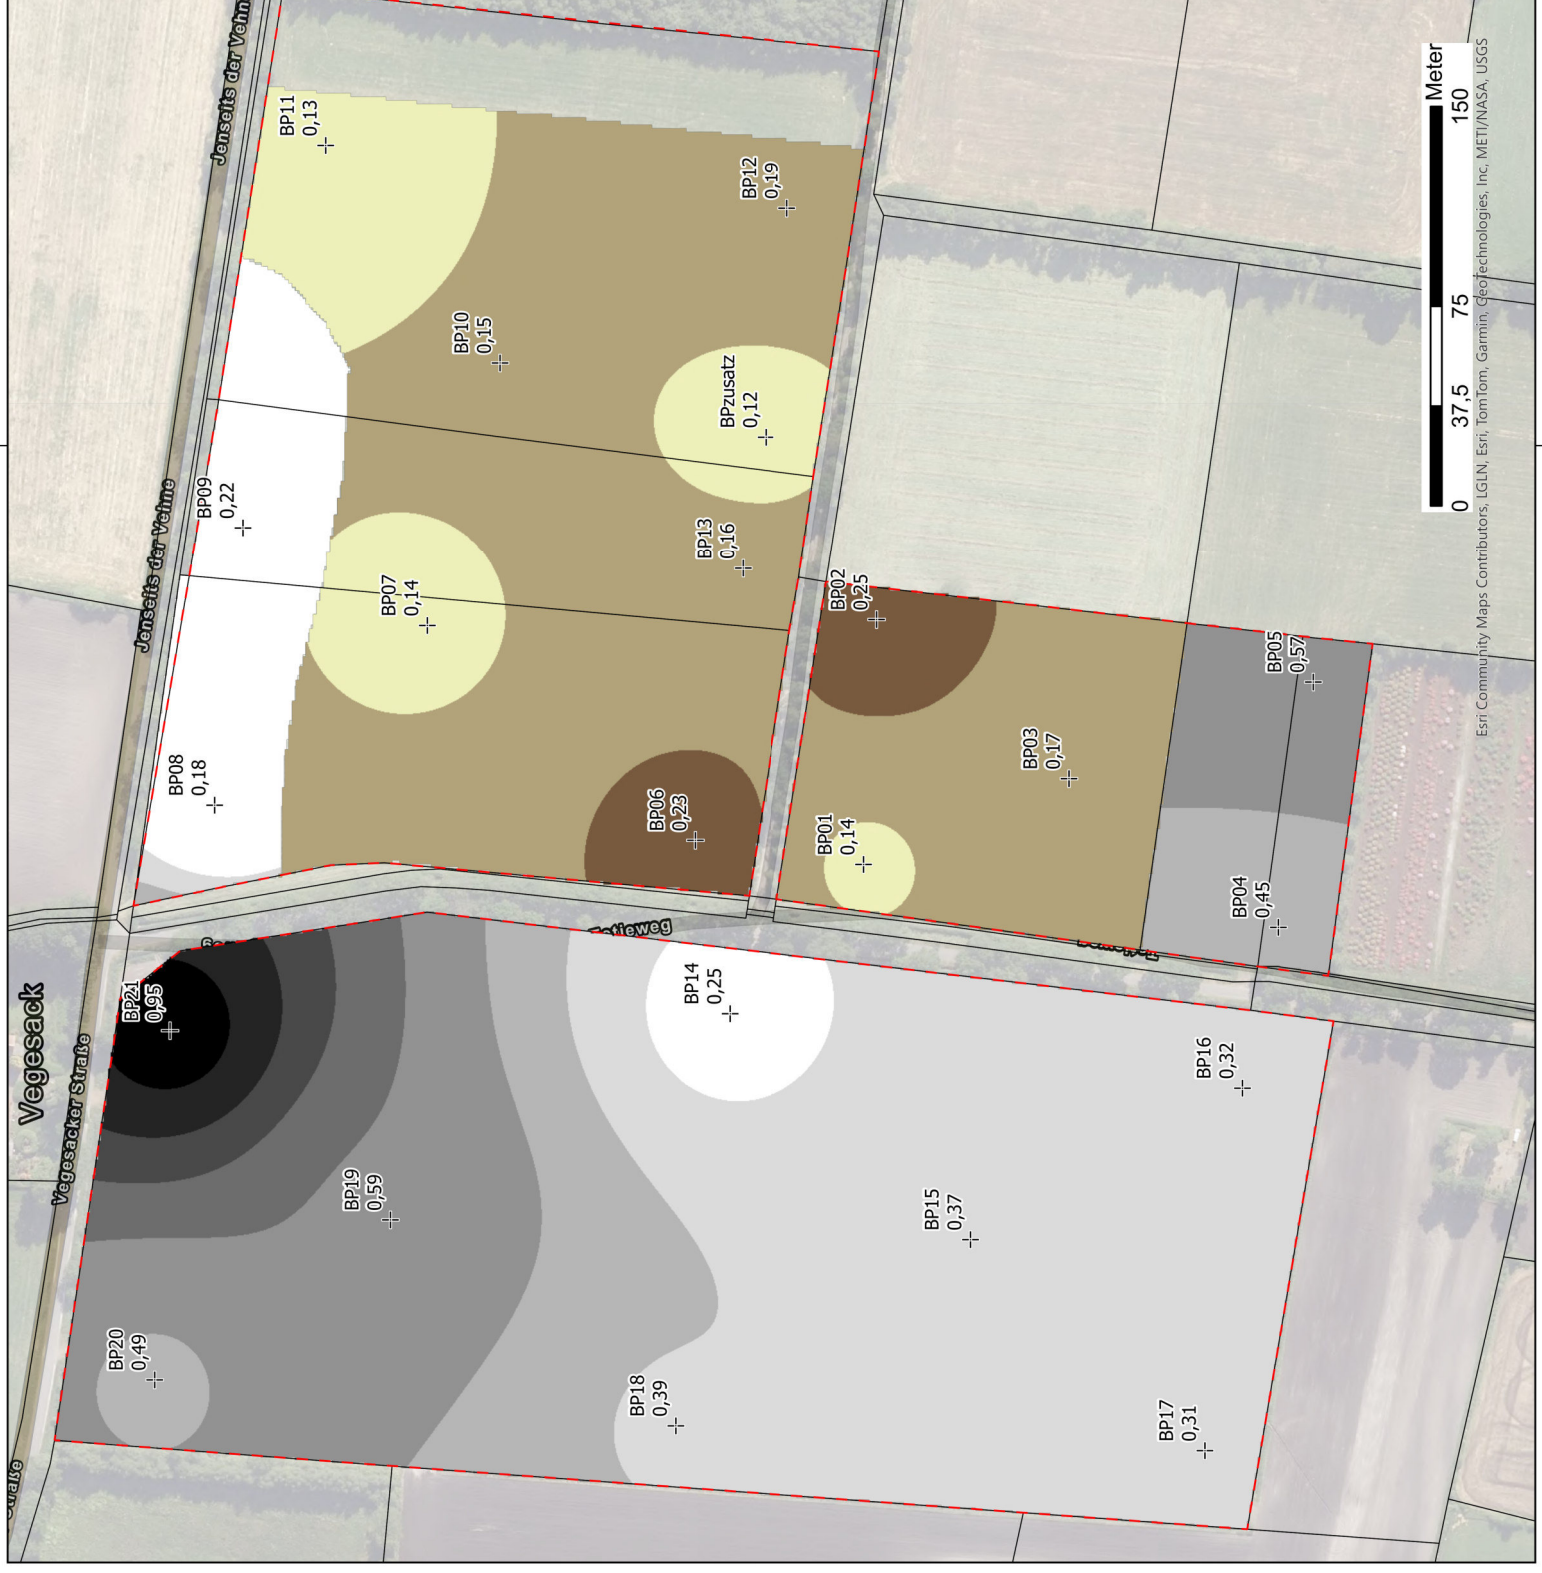 Vegesack
Vegesacker Straße
Straße
Jenseits der Vehne
Jenseits der Vehn
BP21
0,95
BP20
0,49
BP19
0,59
BP18
0,39
BP17
0,31
BP16
0,32
BP15
0,37
BP14
0,25
BP08
0,18
BP09
0,22
BP11
0,13
BP07
0,14
BP10
0,15
BP12
0,19
BPzusatz
0,12
BP13
0,16
BP06
0,23
BP02
0,25
BP01
0,14
BP03
0,17
BP04
0,45
BP05
0,57
0 37,5 75 150
Meter
Esri Community Maps Contributors, LGLN, Esri, TomTom, Garmin, GeoTechnologies, Inc, METI/NASA, USGS